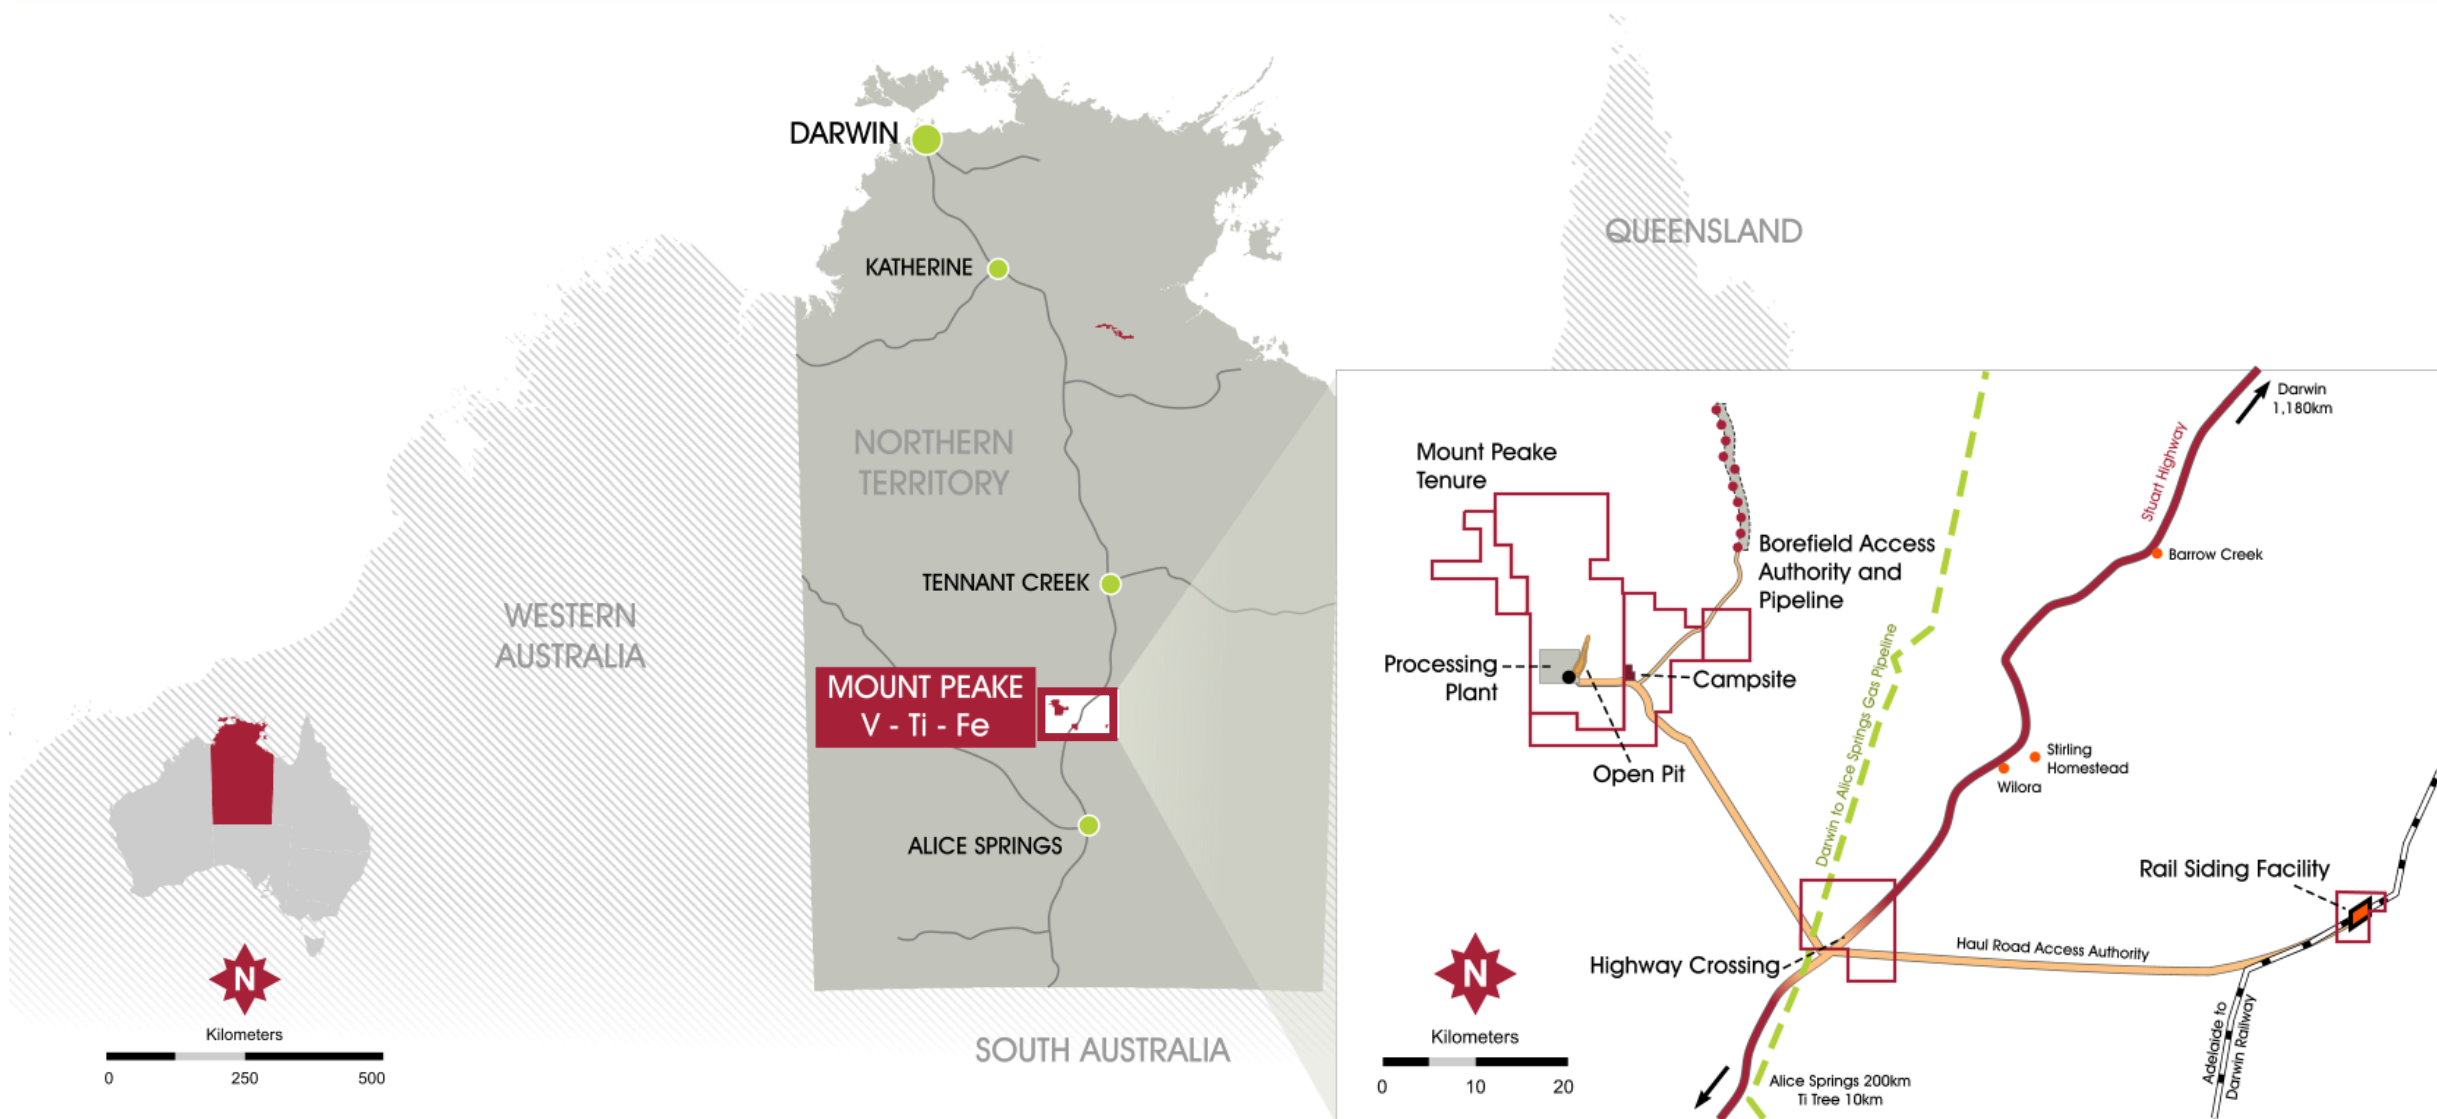 DARWIN
KATHERINE
QUEENSLAND
NORTHERN
TERRITORY
TENNANT CREEK
WESTERN
AUSTRALIA
MOUNT PEAKE
V - Ti - Fe
ALICE SPRINGS
SOUTH AUSTRALIA
N
Kilometers
0 250 500
Darwin
1,180km
Stuart Highway
Mount Peake
Tenure
Borefield Access
Authority and
Pipeline
Barrow Creek
Processing
Plant
Campsite
Open Pit
Darwin to Alice Springs Gas Pipeline
Stirling
Homestead
Wilora
Rail Siding Facility
Highway Crossing
Haul Road Access Authority
Adelaide to
Darwin Railway
N
Kilometers
0 10 20
Alice Springs 200km
Ti Tree 10km